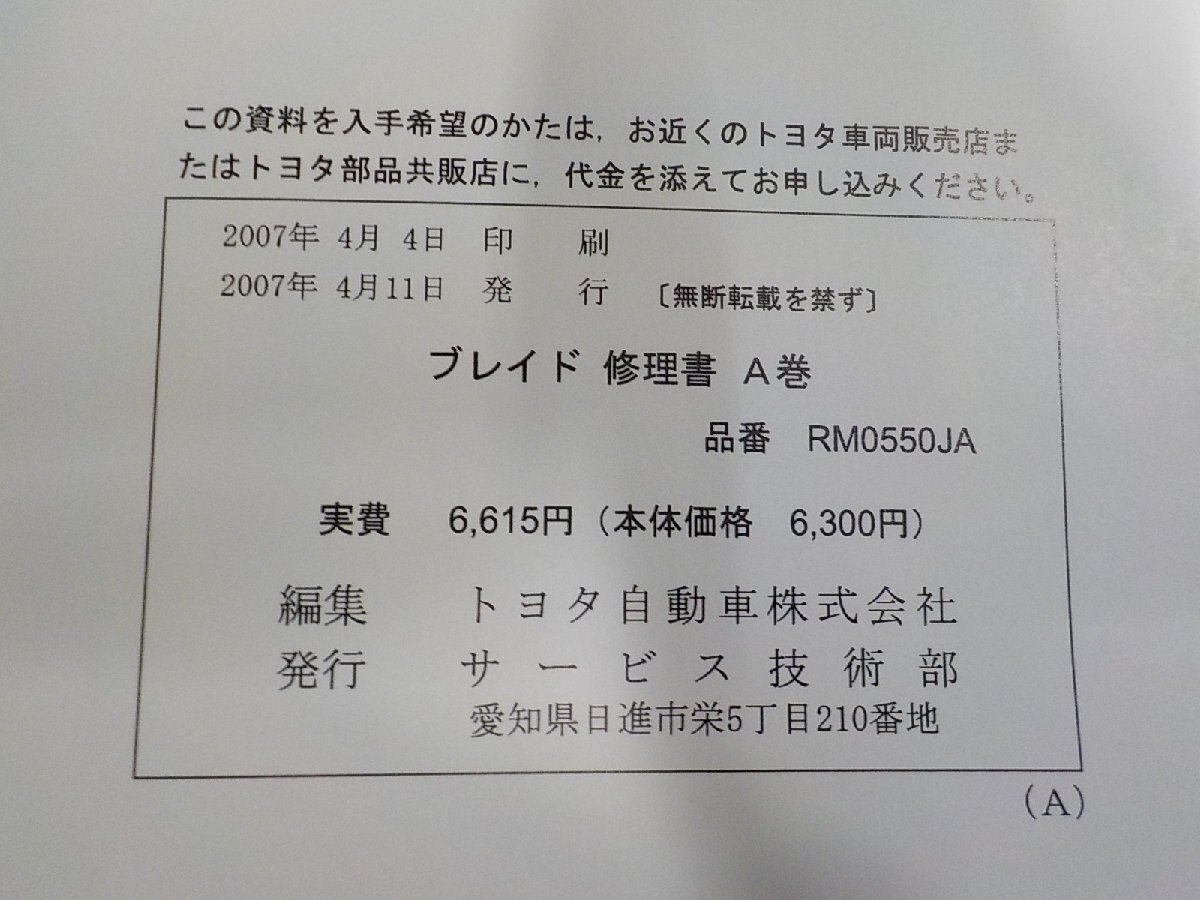 この資料を入手希望のかたは，お近くのトヨタ車両販売店ま
たはトヨタ部品共販店に，代金を添えてお申し込みください。
2007年 4月 4日 印 刷
2007年 4月11日 発 行 〔無断転載を禁ず〕
ブレイド 修理書 A巻
品番 RM0550JA
実費 6,615円（本体価格 6,300円）
編集 トヨタ自動車株式会社
発行 サービス技術部
愛知県日進市栄5丁目210番地
（A）